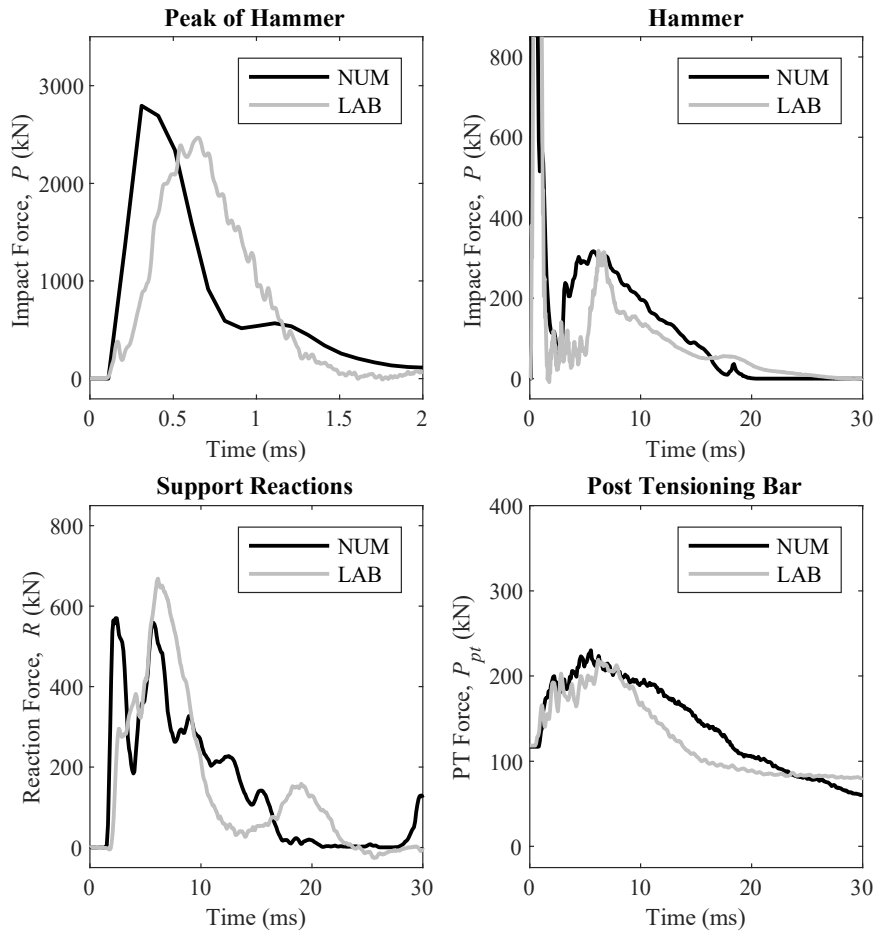 Peak of Hammer
Impact Force, P (kN)
3000
2000
1000
0
NUM
LAB
0 0.5 1 1.5 2
Time (ms)
Hammer
Impact Force, P (kN)
800
600
400
200
0
NUM
LAB
0 10 20 30
Time (ms)
Support Reactions
Reaction Force, R (kN)
800
600
400
200
0
NUM
LAB
0 10 20 30
Time (ms)
Post Tensioning Bar
PT Force, P_pt (kN)
400
300
200
100
0
NUM
LAB
0 10 20 30
Time (ms)